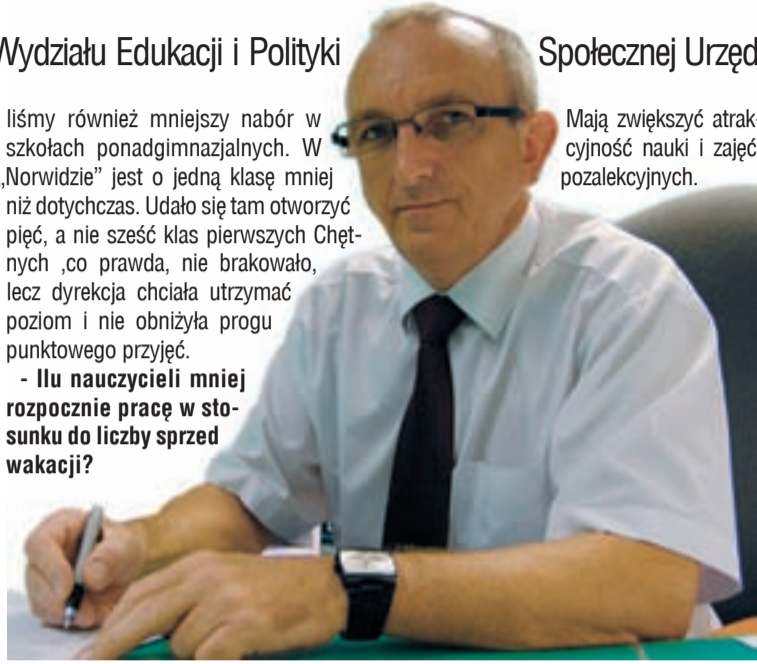 Wydziału Edukacji i Polityki Społecznej Urzęd
liśmy również mniejszy nabór w
szkołach ponadgimnazjalnych. W
„Norwidzie” jest o jedną klasę mniej
niż dotychczas. Udało się tam otworzyć
pięć, a nie sześć klas pierwszych Chęt-
nych ,co prawda, nie brakowało,
lecz dyrekcja chciała utrzymać
poziom i nie obniżyła progu
punktowego przyjęć.
- Ilu nauczycieli mniej
rozpocznie pracę w sto-
sunku do liczby sprzed
wakacji?
Mają zwiększyć atrak-
cyjność nauki i zajęć
pozalekcyjnych.